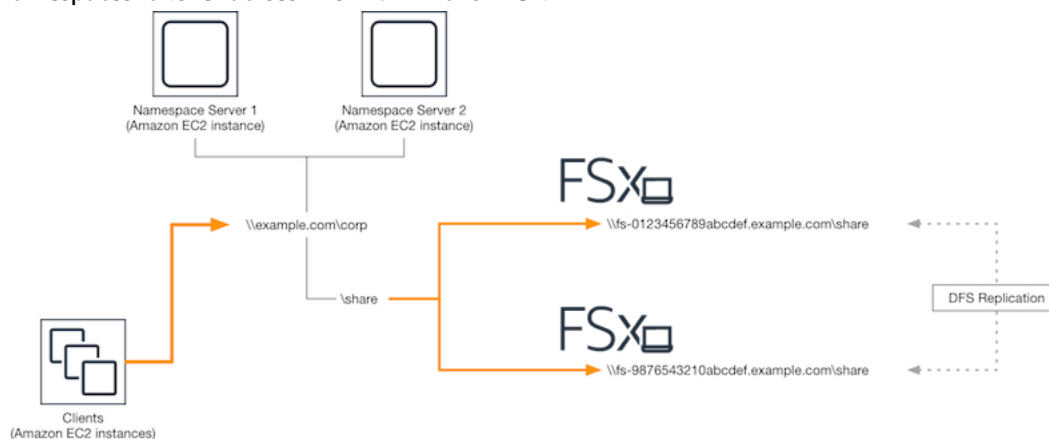 Namespace Server 1
(Amazon EC2 instance)
Namespace Server 2
(Amazon EC2 instance)
FSx
\\example.com\corp
\\fs-0123456789abcdef.example.com\share
\share
DFS Replication
FSx
\\fs-9876543210abcdef.example.com\share
Clients
(Amazon EC2 instances)